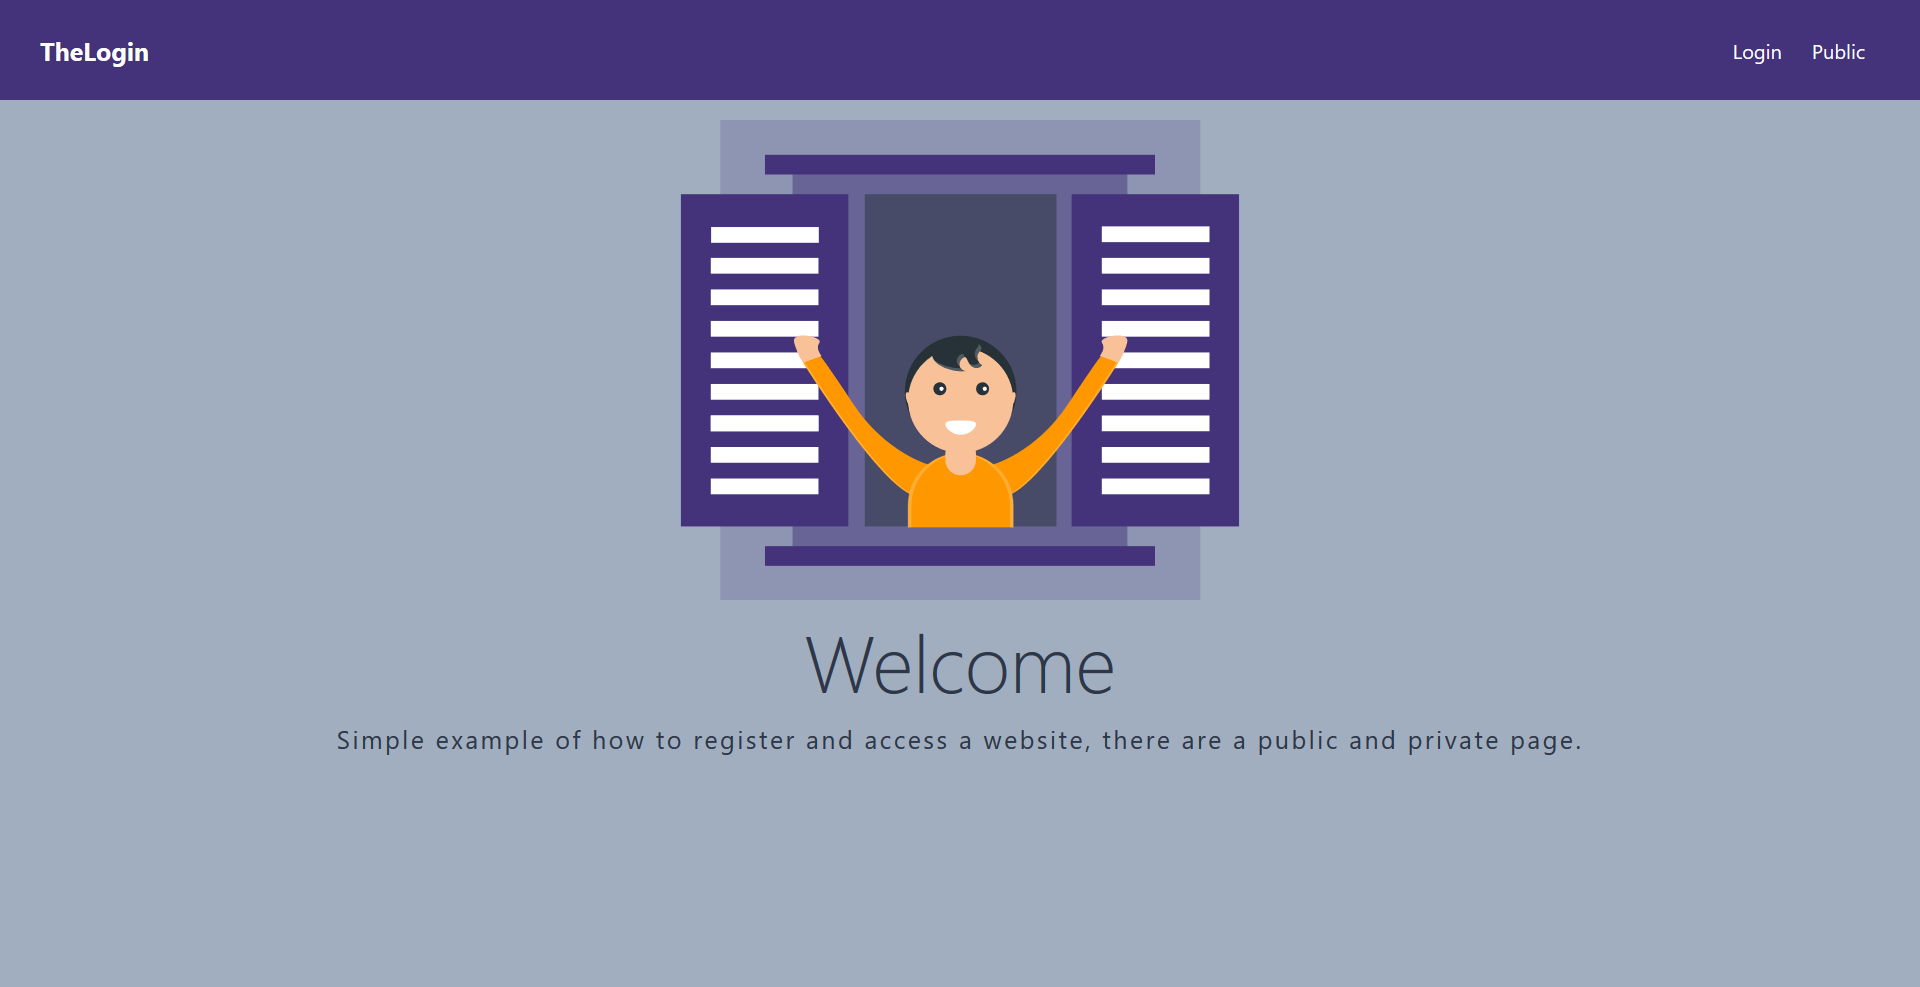 TheLogin
Login
Public
Welcome
Simple example of how to register and access a website, there are a public and private page.